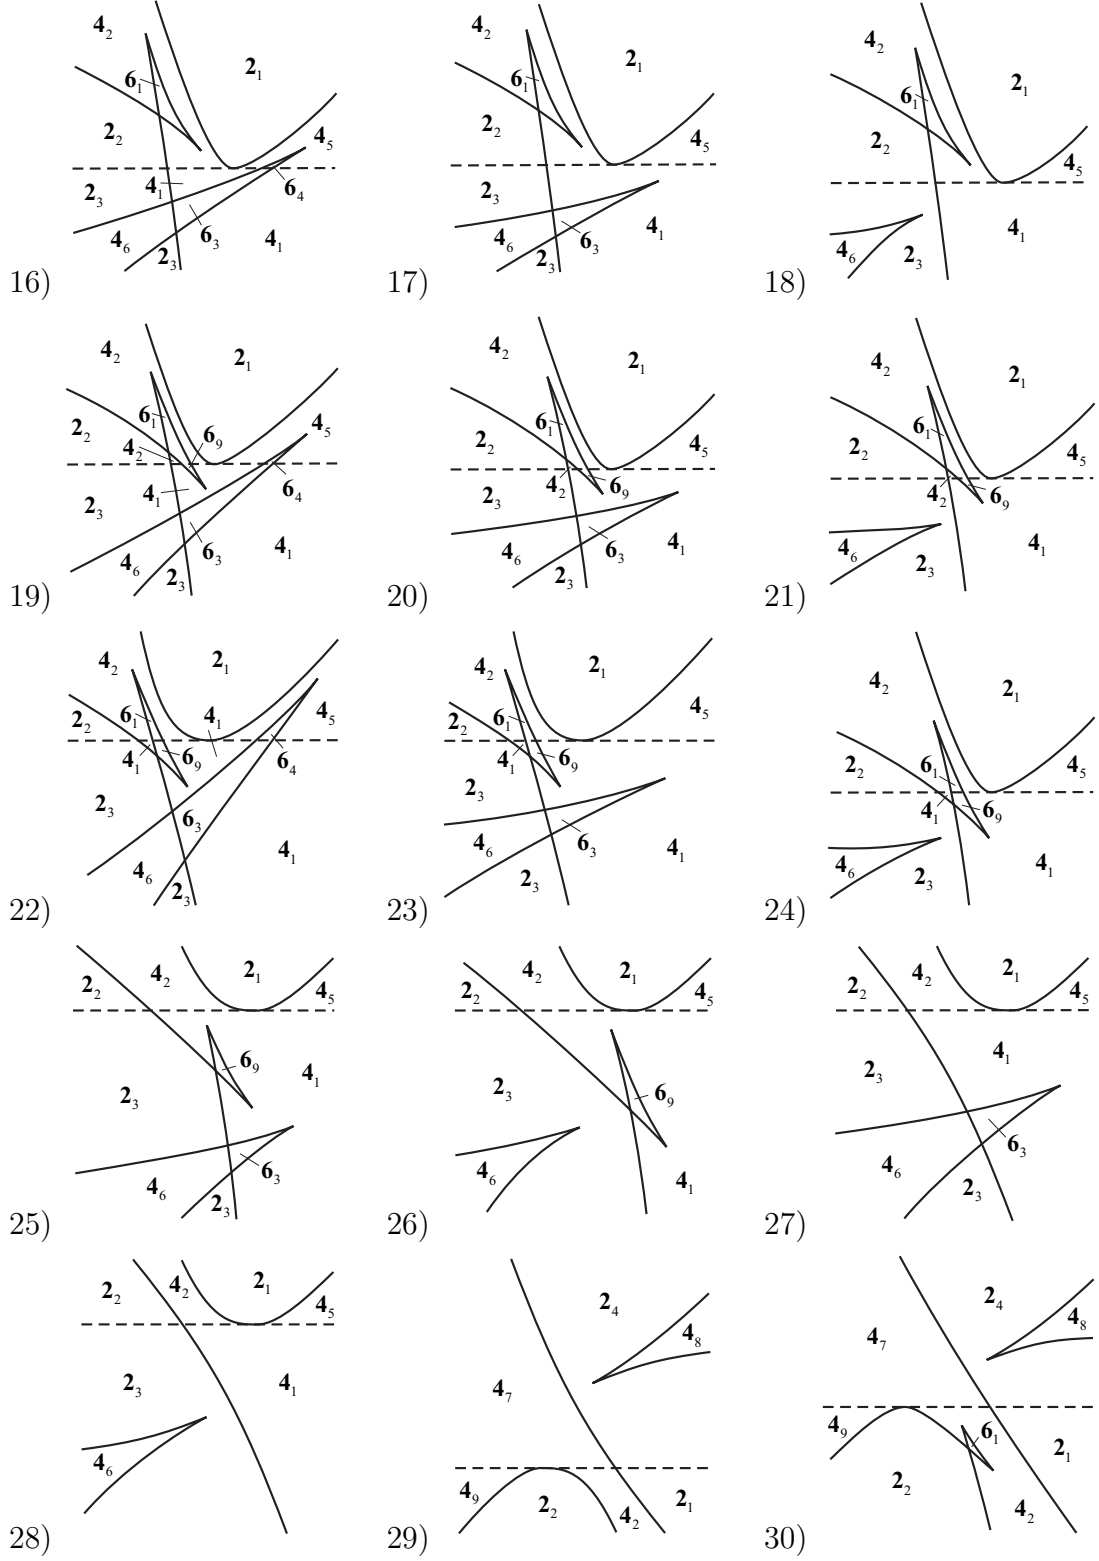 4₂ 2₁ 6₁ 2₂ 4₅ 2₃ 4₁ 6₄ 4₆ 6₃ 4₁ 2₃
16)
4₂ 2₁ 6₁ 2₂ 4₅ 2₃ 4₆ 6₃ 4₁ 2₃
17)
4₂ 2₁ 6₁ 2₂ 4₅ 4₁ 4₆ 2₃
18)
4₂ 2₁ 6₁ 2₂ 6₉ 4₅ 4₂ 4₁ 6₄ 2₃ 6₃ 4₁ 4₆ 2₃
19)
4₂ 2₁ 6₁ 2₂ 4₅ 4₂ 6₉ 2₃ 4₆ 6₃ 4₁ 2₃
20)
4₂ 2₁ 6₁ 2₂ 4₅ 4₂ 6₉ 4₆ 4₁ 2₃
21)
4₂ 2₁ 6₁ 4₁ 2₂ 4₅ 4₁ 6₉ 6₄ 2₃ 6₃ 4₁ 4₆ 2₃
22)
4₂ 2₁ 6₁ 2₂ 4₅ 4₁ 6₉ 2₃ 6₃ 4₆ 4₁ 2₃
23)
4₂ 2₁ 2₂ 6₁ 4₅ 4₁ 6₉ 4₆ 2₃ 4₁
24)
2₂ 4₂ 2₁ 4₅ 6₉ 4₁ 2₃ 6₃ 4₆ 2₃
25)
2₂ 4₂ 2₁ 4₅ 2₃ 6₉ 4₆ 4₁
26)
2₂ 4₂ 2₁ 4₅ 4₁ 2₃ 6₃ 4₆ 2₃
27)
2₂ 4₂ 2₁ 4₅ 2₃ 4₁ 4₆
28)
2₄ 4₈ 4₇ 4₉ 2₂ 4₂ 2₁
29)
2₄ 4₈ 4₇ 4₉ 6₁ 2₁ 2₂ 4₂
30)